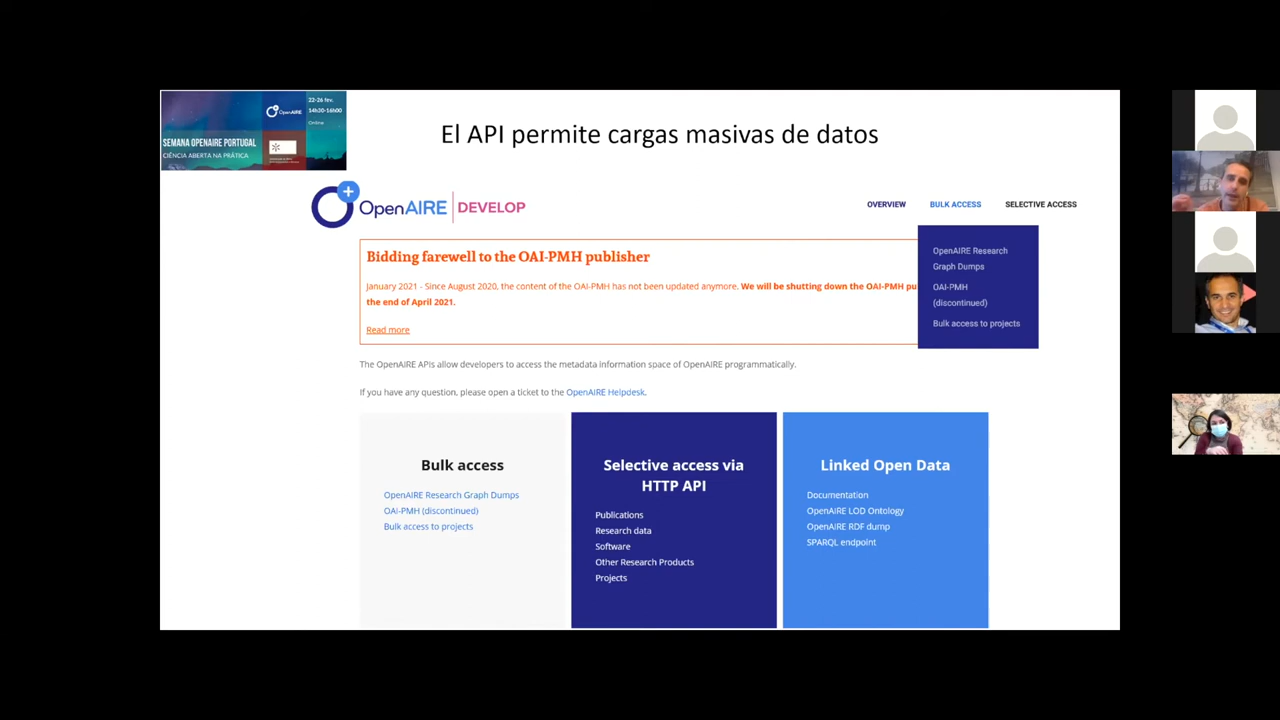 22-26 fev.
14h30-16h00
OpenAIRE
Online
SEMANA OPENAIRE PORTUGAL
CIÊNCIA ABERTA NA PRÁTICA
El API permite cargas masivas de datos
OpenAIRE | DEVELOP
OVERVIEW BULK ACCESS SELECTIVE ACCESS
OpenAIRE Research
Graph Dumps
OAI-PMH
(discontinued)
Bulk access to projects
Bidding farewell to the OAI-PMH publisher
January 2021 - Since August 2020, the content of the OAI-PMH has not been updated anymore. We will be shutting down the OAI-PMH pu
the end of April 2021.
Read more
The OpenAIRE APIs allow developers to access the metadata information space of OpenAIRE programmatically.
If you have any question, please open a ticket to the OpenAIRE Helpdesk.
Bulk access
OpenAIRE Research Graph Dumps
OAI-PMH (discontinued)
Bulk access to projects
Selective access via
HTTP API
Publications
Research data
Software
Other Research Products
Projects
Linked Open Data
Documentation
OpenAIRE LOD Ontology
OpenAIRE RDF dump
SPARQL endpoint